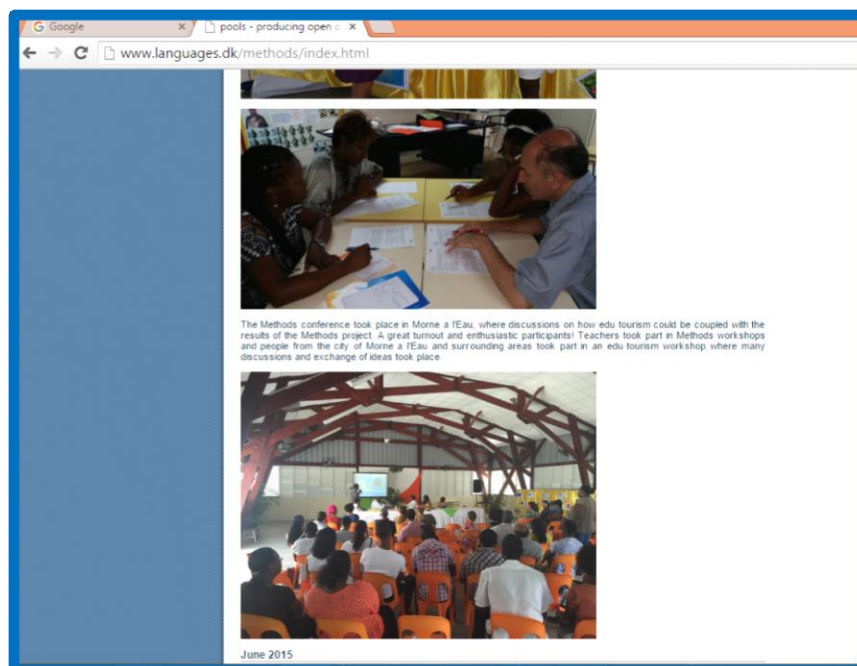 Google
pools - producing open
www.languages.dk/methods/index.html
The Methods conference took place in Morne a l'Eau, where discussions on how edu tourism could be coupled with the
results of the Methods project. A great turnout and enthusiastic participants! Teachers took part in Methods workshops
and people from the city of Morne a l'Eau and surrounding areas took part in an edu tourism workshop where many
discussions and exchange of ideas took place.
June 2015